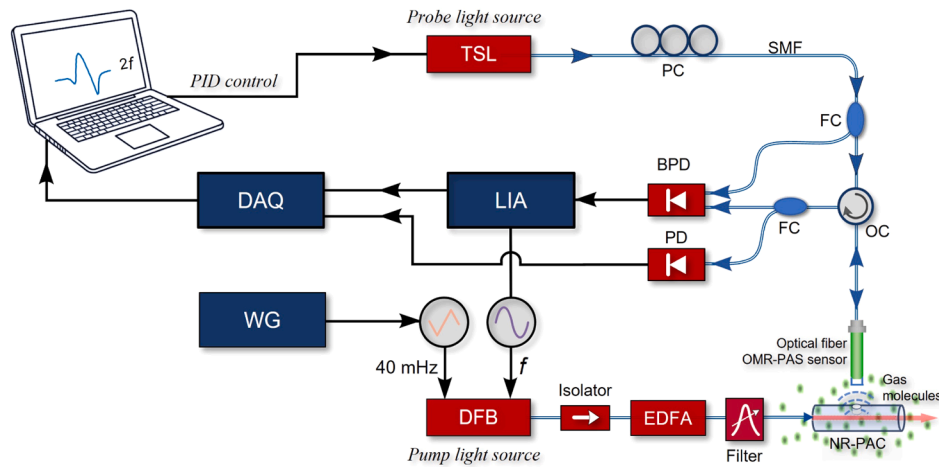 Probe light source
TSL
PC
SMF
2f
PID control
FC
BPD
DAQ
LIA
FC
OC
PD
WG
40 mHz
f
Optical fiber
OMR-PAS sensor
Gas
molecules
Isolator
DFB
EDFA
Filter
NR-PAC
Pump light source